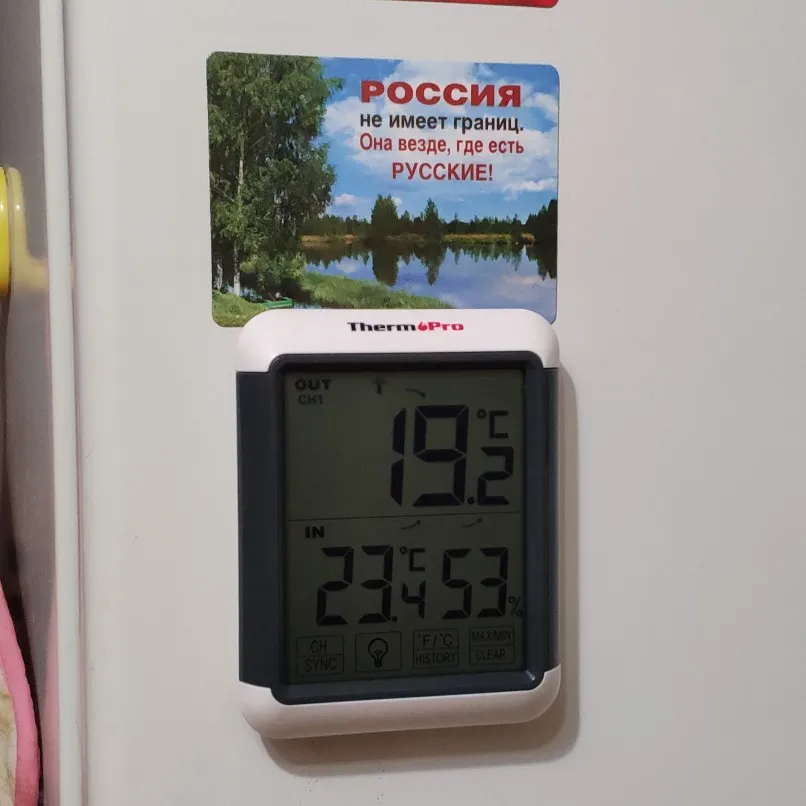 РОССИЯ
не имеет границ.
Она везде, где есть
РУССКИЕ!
ThermoPro
OUT
CH1
19.2 °C
IN
23.4 °C 53%
CH
SYNC
°F/°C
HISTORY
MAX/MIN
CLEAR